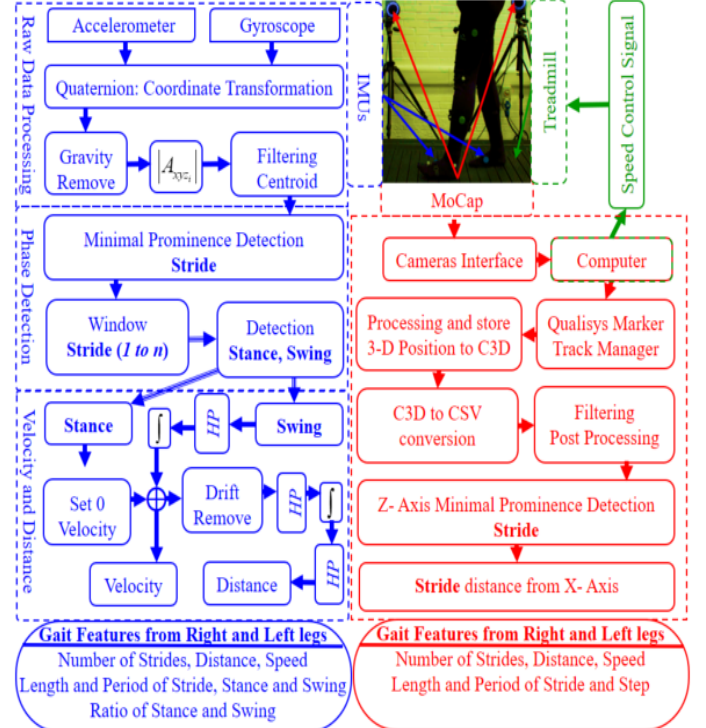 Raw Data Processing
Accelerometer
Gyroscope
Quaternion: Coordinate Transformation
Gravity
Remove
|A_xyz_i|
Filtering
Centroid
IMUs
MoCap
Treadmill
Speed Control Signal
Phase Detection
Minimal Prominence Detection
Stride
Window
Stride (1 to n)
Detection
Stance, Swing
Velocity and Distance
Stance
∫
HP
Swing
Set 0
Velocity
⊕
Drift
Remove
HP
∫
Velocity
Distance
HP
Cameras Interface
Computer
Processing and store
3-D Position to C3D
Qualisys Marker
Track Manager
C3D to CSV
conversion
Filtering
Post Processing
Z- Axis Minimal Prominence Detection
Stride
Stride distance from X- Axis
Gait Features from Right and Left legs
Number of Strides, Distance, Speed
Length and Period of Stride, Stance and Swing
Ratio of Stance and Swing
Gait Features from Right and Left legs
Number of Strides, Distance, Speed
Length and Period of Stride and Step